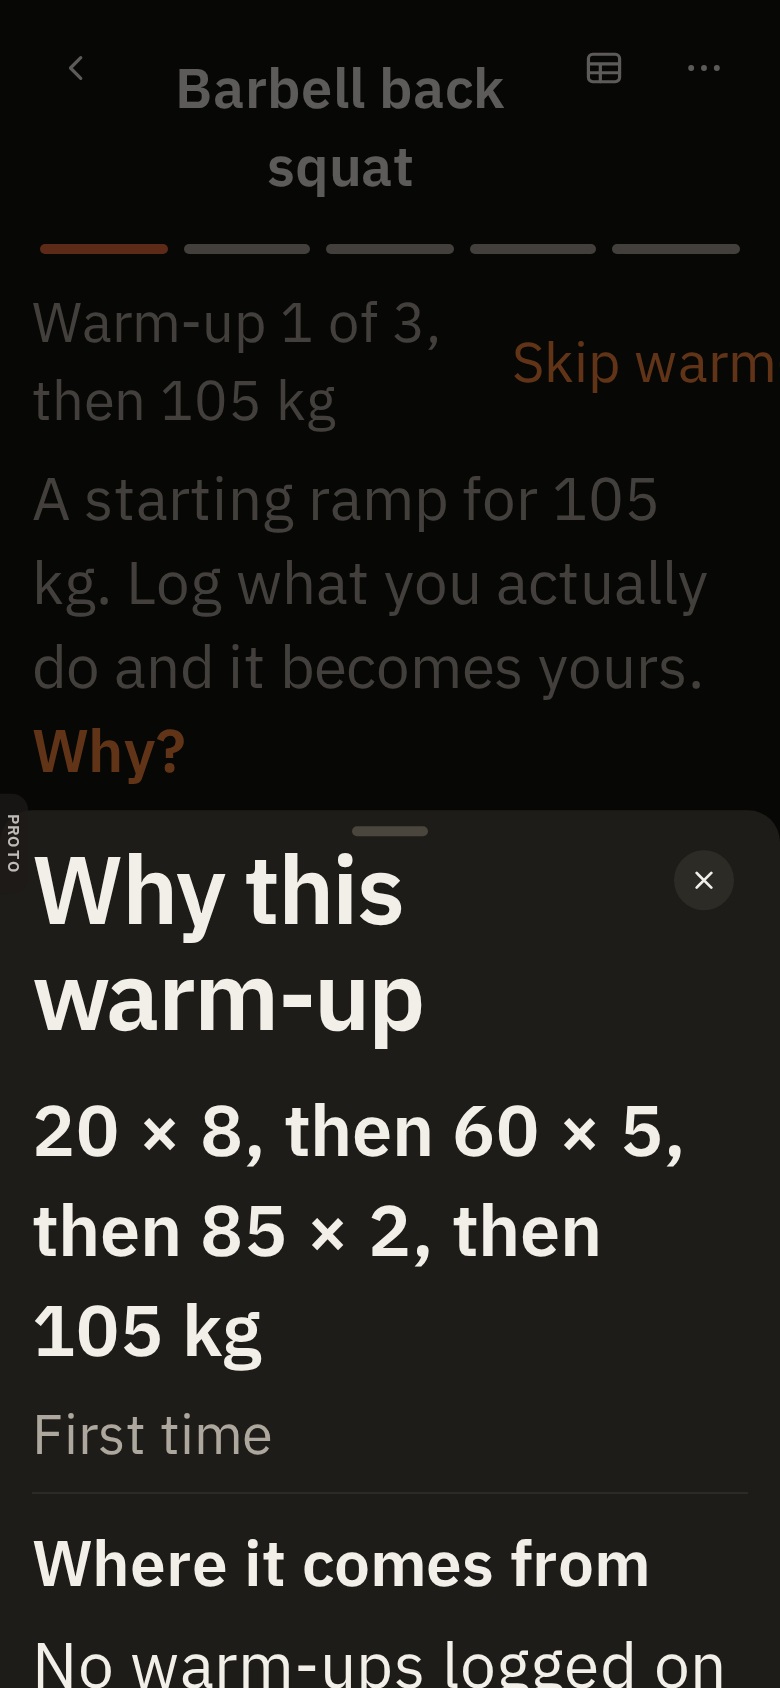 Barbell back
squat
Warm-up 1 of 3,
then 105 kg
Skip warm
A starting ramp for 105
kg. Log what you actually
do and it becomes yours.
Why?
PROTO
Why this
warm-up
20 × 8, then 60 × 5,
then 85 × 2, then
105 kg
First time
Where it comes from
No warm-ups logged on